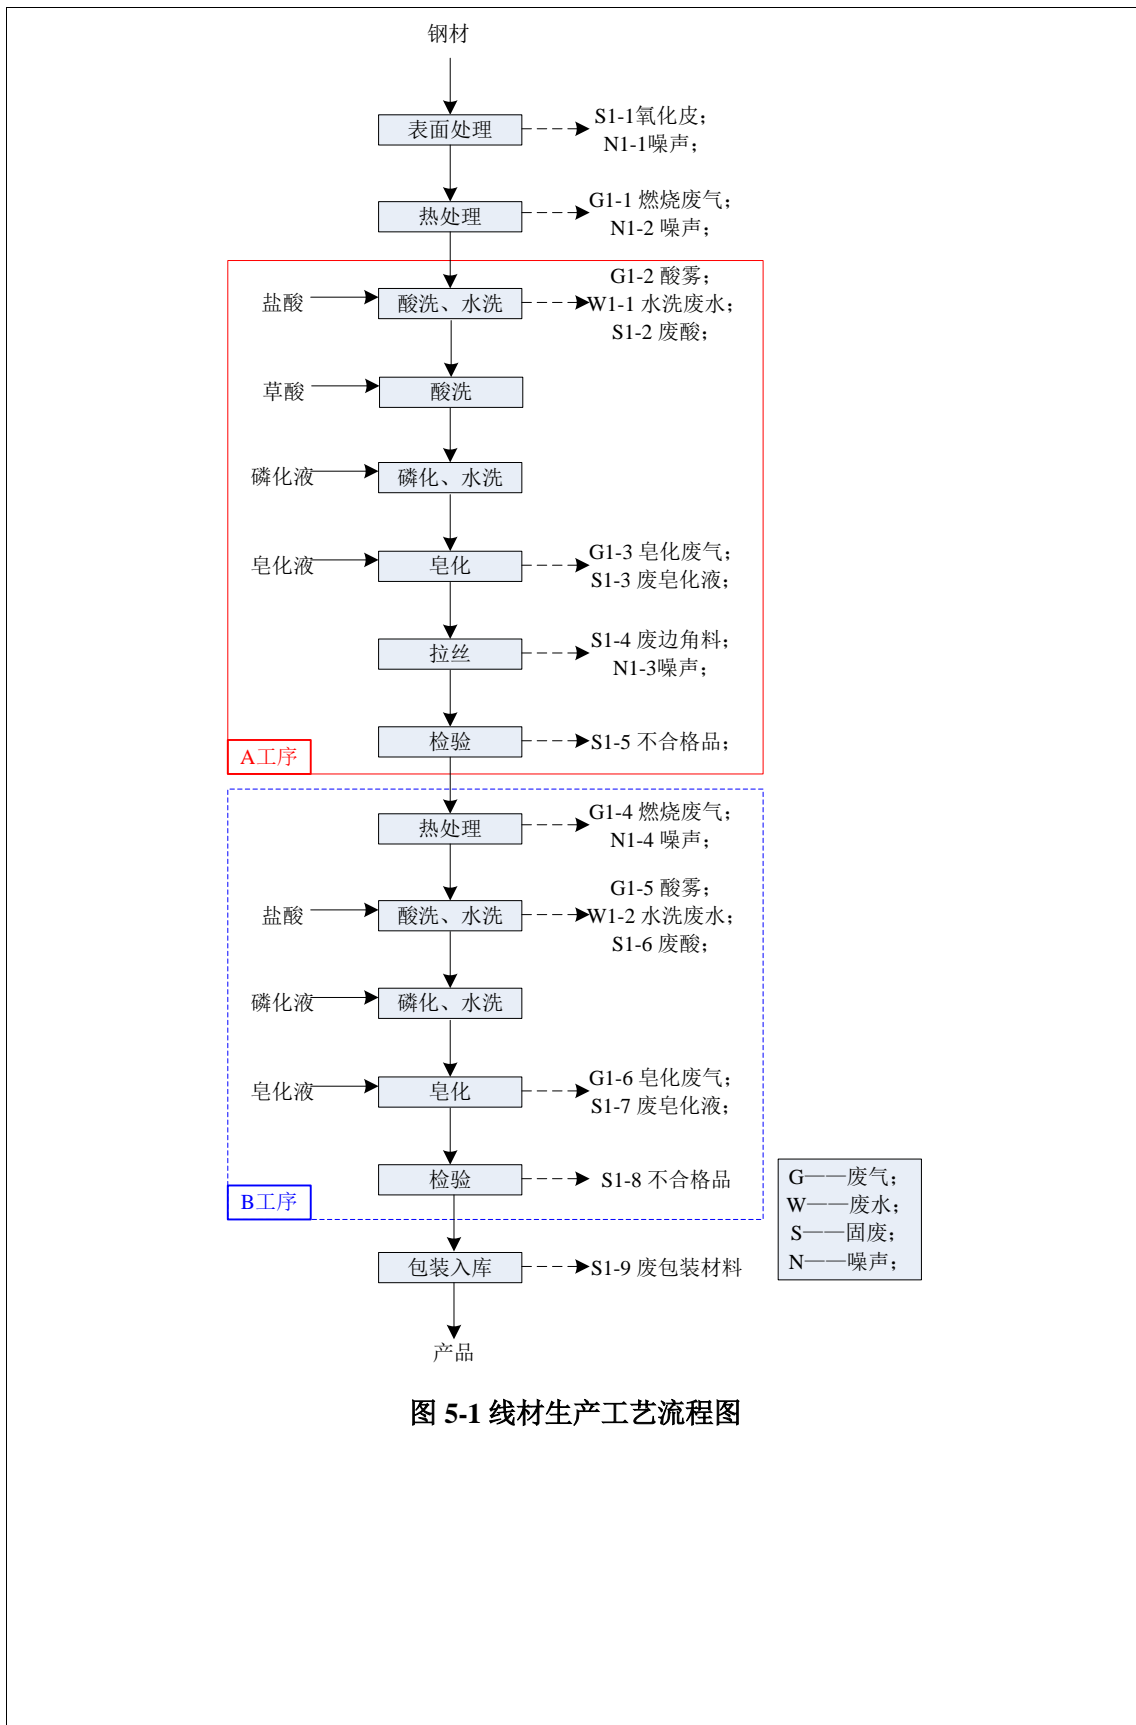 钢材
表面处理
S1-1氧化皮；
N1-1噪声；
热处理
G1-1 燃烧废气；
N1-2 噪声；
盐酸
酸洗、水洗
G1-2 酸雾；
W1-1 水洗废水；
S1-2 废酸；
草酸
酸洗
磷化液
磷化、水洗
皂化液
皂化
G1-3 皂化废气；
S1-3 废皂化液；
拉丝
S1-4 废边角料；
N1-3噪声；
检验
S1-5 不合格品；
A工序
热处理
G1-4 燃烧废气；
N1-4 噪声；
盐酸
酸洗、水洗
G1-5 酸雾；
W1-2 水洗废水；
S1-6 废酸；
磷化液
磷化、水洗
皂化液
皂化
G1-6 皂化废气；
S1-7 废皂化液；
检验
S1-8 不合格品
B工序
包装入库
S1-9 废包装材料
产品
G——废气；
W——废水；
S——固废；
N——噪声；
图 5-1 线材生产工艺流程图